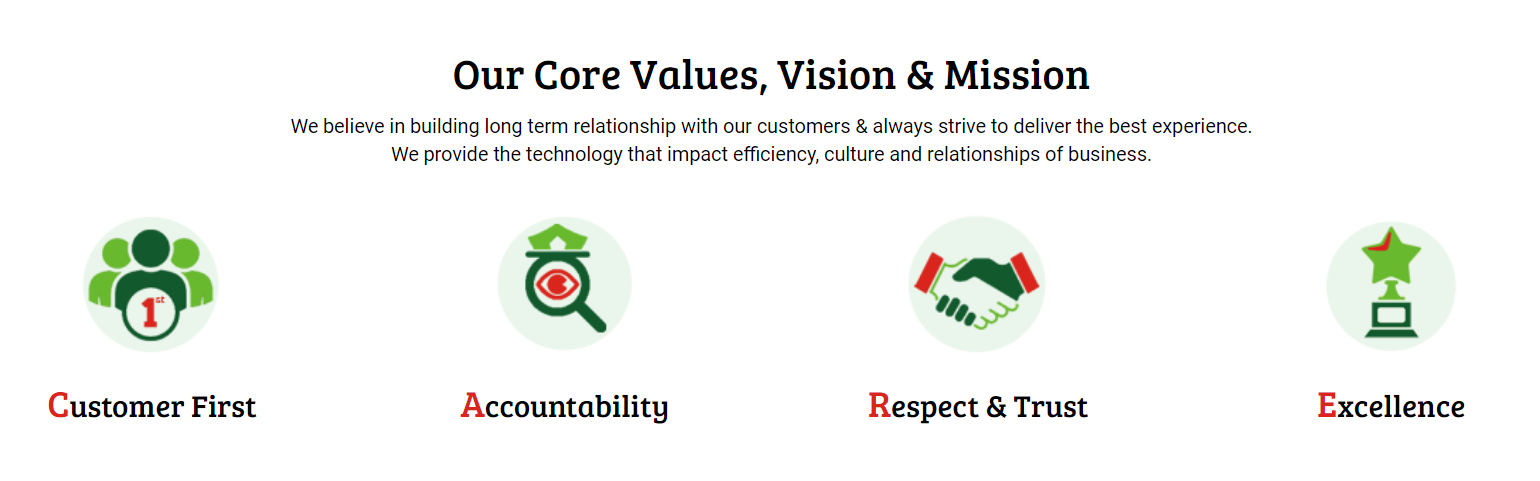 Our Core Values, Vision & Mission
We believe in building long term relationship with our customers & always strive to deliver the best experience.
We provide the technology that impact efficiency, culture and relationships of business.
1st
Customer First
Accountability
Respect & Trust
Excellence